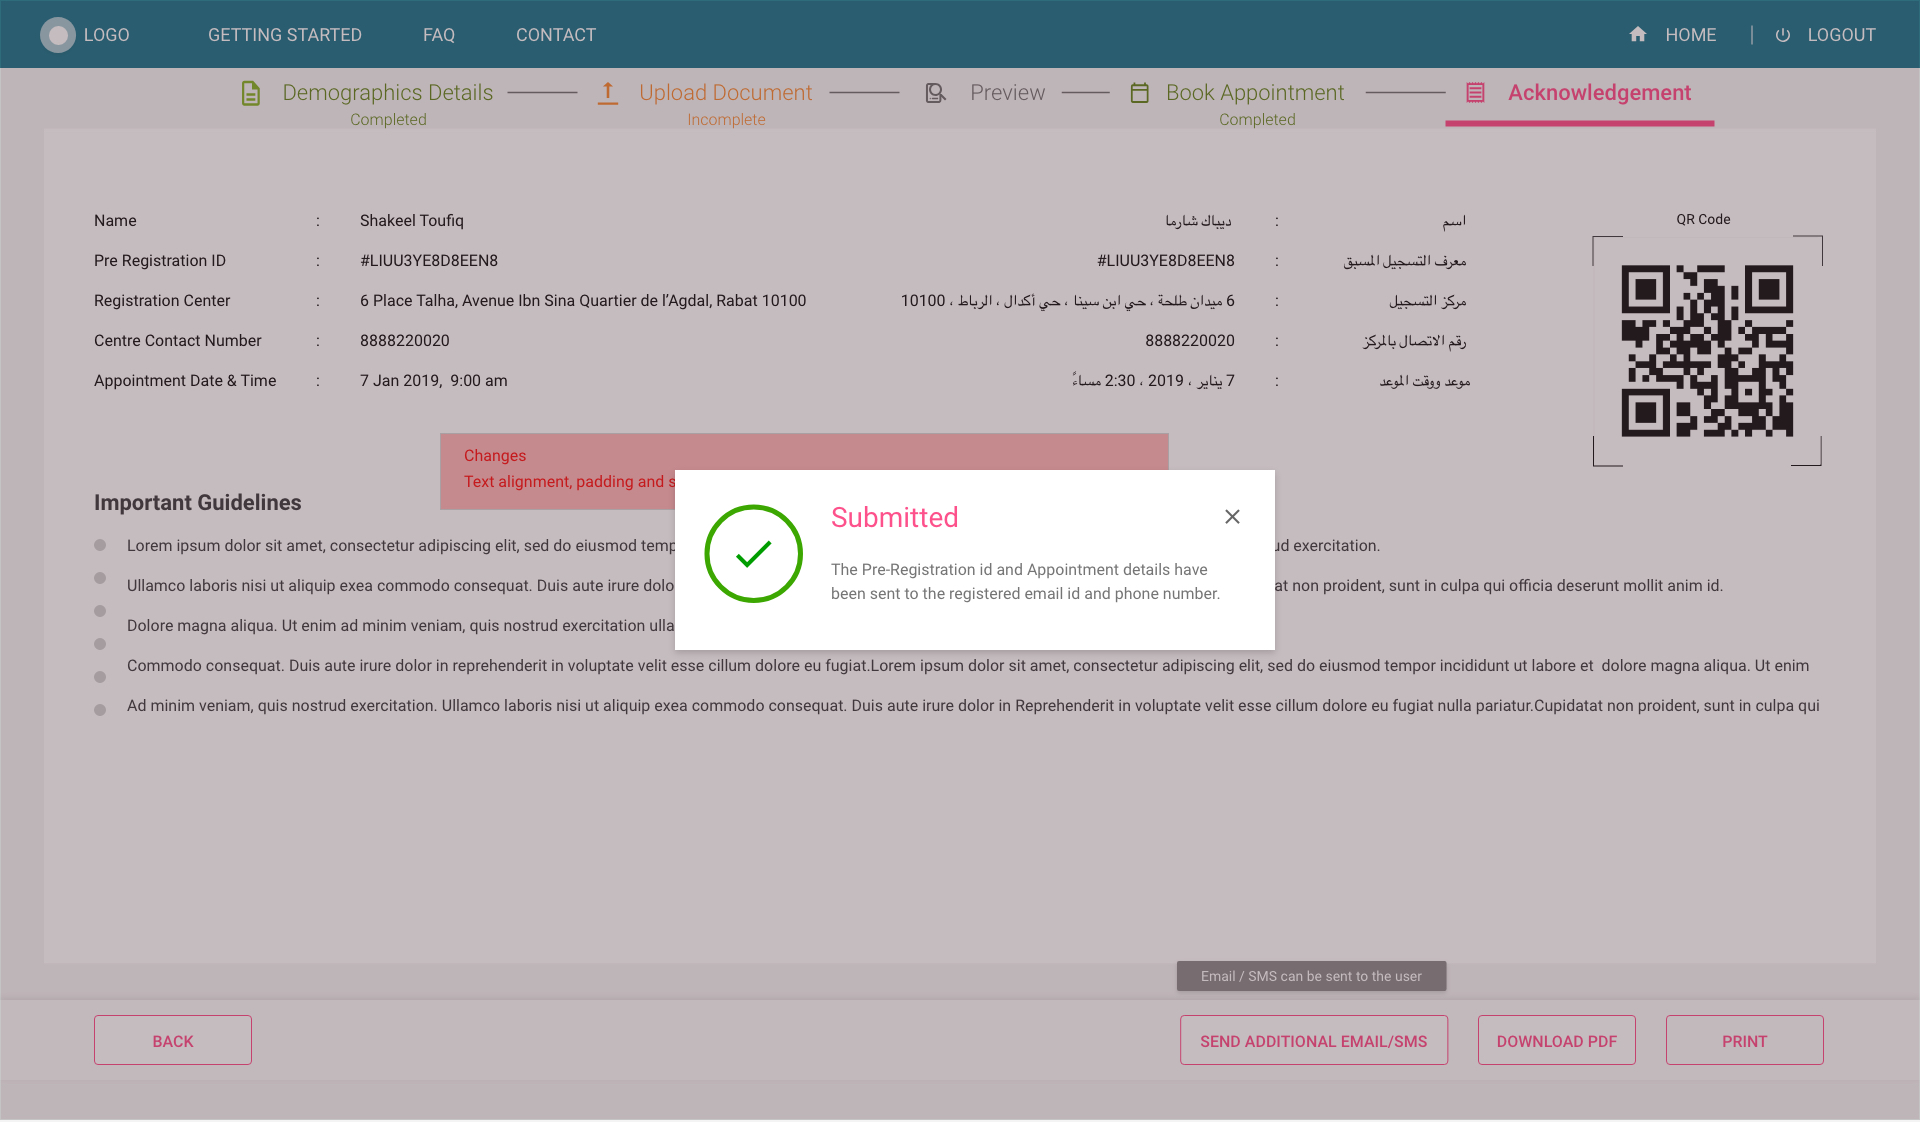 LOGO GETTING STARTED FAQ CONTACT HOME | LOGOUT
Demographics Details Upload Document Preview Book Appointment Acknowledgement
Completed Incomplete Completed
Name : Shakeel Toufiq ديباك شارما : اسم
QR Code
Pre Registration ID : #LIUU3YE8D8EEN8 #LIUU3YE8D8EEN8 : معرف التسجيل المسبق
Registration Center : 6 Place Talha, Avenue Ibn Sina Quartier de l’Agdal, Rabat 10100 6 ميدان طلحة ، حي ابن سينا ، حي أكدال ، الرباط ، 10100 : مركز التسجيل
Centre Contact Number : 8888220020 8888220020 : رقم الاتصال بالمركز
Appointment Date & Time : 7 Jan 2019, 9:00 am 7 يناير ، 2019 ، 2:30 مساءً : موعد ووقت الموعد
Changes
Text alignment, padding and s
Important Guidelines
Submitted
The Pre-Registration id and Appointment details have
been sent to the registered email id and phone number.
Lorem ipsum dolor sit amet, consectetur adipiscing elit, sed do eiusmod temp ud exercitation.
Ullamco laboris nisi ut aliquip exea commodo consequat. Duis aute irure dolo at non proident, sunt in culpa qui officia deserunt mollit anim id.
Dolore magna aliqua. Ut enim ad minim veniam, quis nostrud exercitation ulla
Commodo consequat. Duis aute irure dolor in reprehenderit in voluptate velit esse cillum dolore eu fugiat.Lorem ipsum dolor sit amet, consectetur adipiscing elit, sed do eiusmod tempor incididunt ut labore et dolore magna aliqua. Ut enim
Ad minim veniam, quis nostrud exercitation. Ullamco laboris nisi ut aliquip exea commodo consequat. Duis aute irure dolor in Reprehenderit in voluptate velit esse cillum dolore eu fugiat nulla pariatur.Cupidatat non proident, sunt in culpa qui
Email / SMS can be sent to the user
BACK SEND ADDITIONAL EMAIL/SMS DOWNLOAD PDF PRINT